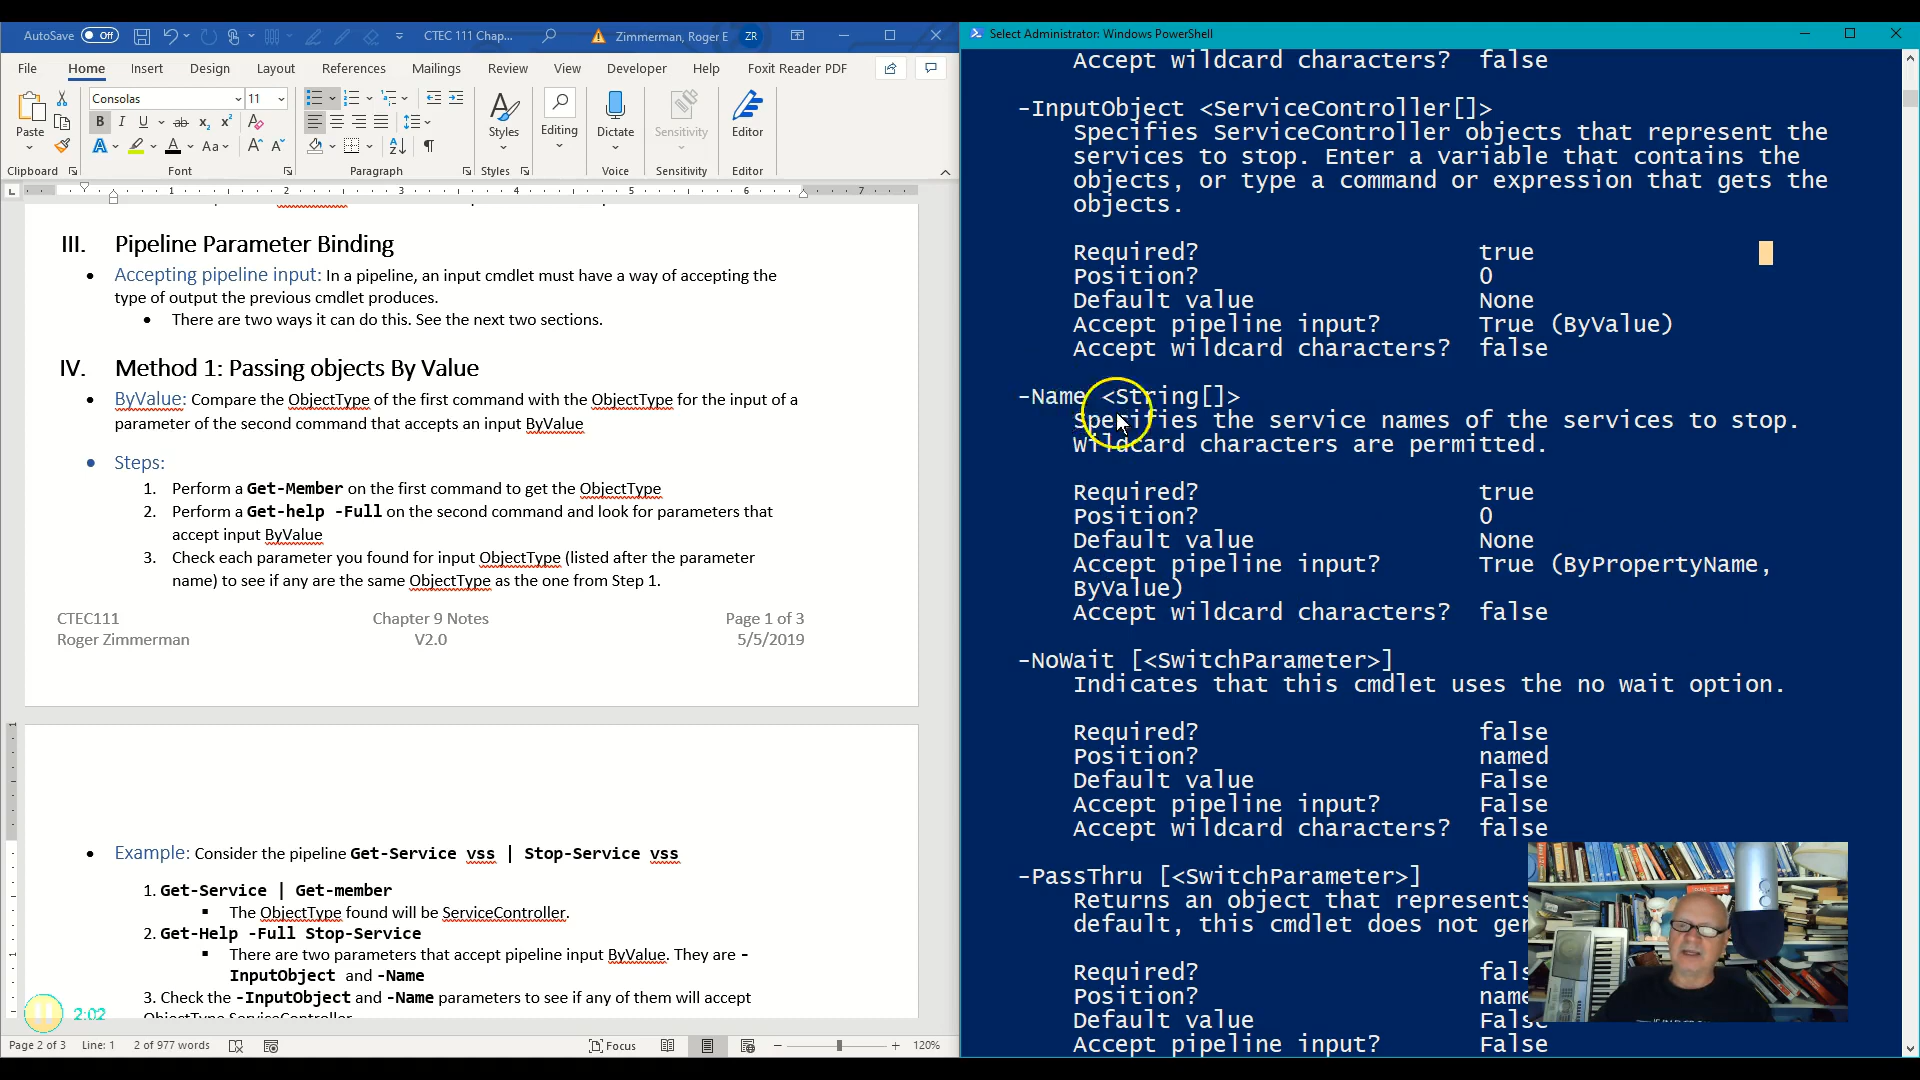 AutoSave Off
CTEC 111 Chap...
Zimmerman, Roger E ZR
File Home Insert Design Layout References Mailings Review View Developer Help Foxit Reader PDF
Consolas 11
Paste Styles Editing Dictate Sensitivity Editor
B I U ab x₂ x²
A A Aa A A
Clipboard Font Paragraph Styles Voice Sensitivity Editor
1 2 3 4 5 6 7
III. Pipeline Parameter Binding
• Accepting pipeline input: In a pipeline, an input cmdlet must have a way of accepting the
type of output the previous cmdlet produces.
• There are two ways it can do this. See the next two sections.
IV. Method 1: Passing objects By Value
• ByValue: Compare the ObjectType of the first command with the ObjectType for the input of a
parameter of the second command that accepts an input ByValue
• Steps:
1. Perform a Get-Member on the first command to get the ObjectType
2. Perform a Get-help -Full on the second command and look for parameters that
accept input ByValue
3. Check each parameter you found for input ObjectType (listed after the parameter
name) to see if any are the same ObjectType as the one from Step 1.
CTEC111 Chapter 9 Notes Page 1 of 3
Roger Zimmerman V2.0 5/5/2019
• Example: Consider the pipeline Get-Service vss | Stop-Service vss
1. Get-Service | Get-member
▪ The ObjectType found will be ServiceController.
2. Get-Help -Full Stop-Service
▪ There are two parameters that accept pipeline input ByValue. They are -
InputObject and -Name
3. Check the -InputObject and -Name parameters to see if any of them will accept
ObjectType ServiceController
2:02
Page 2 of 3 Line: 1 2 of 977 words Focus 120%
Select Administrator: Windows PowerShell
Accept wildcard characters? false
-InputObject <ServiceController[]>
Specifies ServiceController objects that represent the
services to stop. Enter a variable that contains the
objects, or type a command or expression that gets the
objects.
Required? true
Position? 0
Default value None
Accept pipeline input? True (ByValue)
Accept wildcard characters? false
-Name <String[]>
Specifies the service names of the services to stop.
Wildcard characters are permitted.
Required? true
Position? 0
Default value None
Accept pipeline input? True (ByPropertyName,
ByValue)
Accept wildcard characters? false
-NoWait [<SwitchParameter>]
Indicates that this cmdlet uses the no wait option.
Required? false
Position? named
Default value False
Accept pipeline input? False
Accept wildcard characters? false
-PassThru [<SwitchParameter>]
Returns an object that represents
default, this cmdlet does not
Required?
Position?
Default value
Accept pipeline input? False